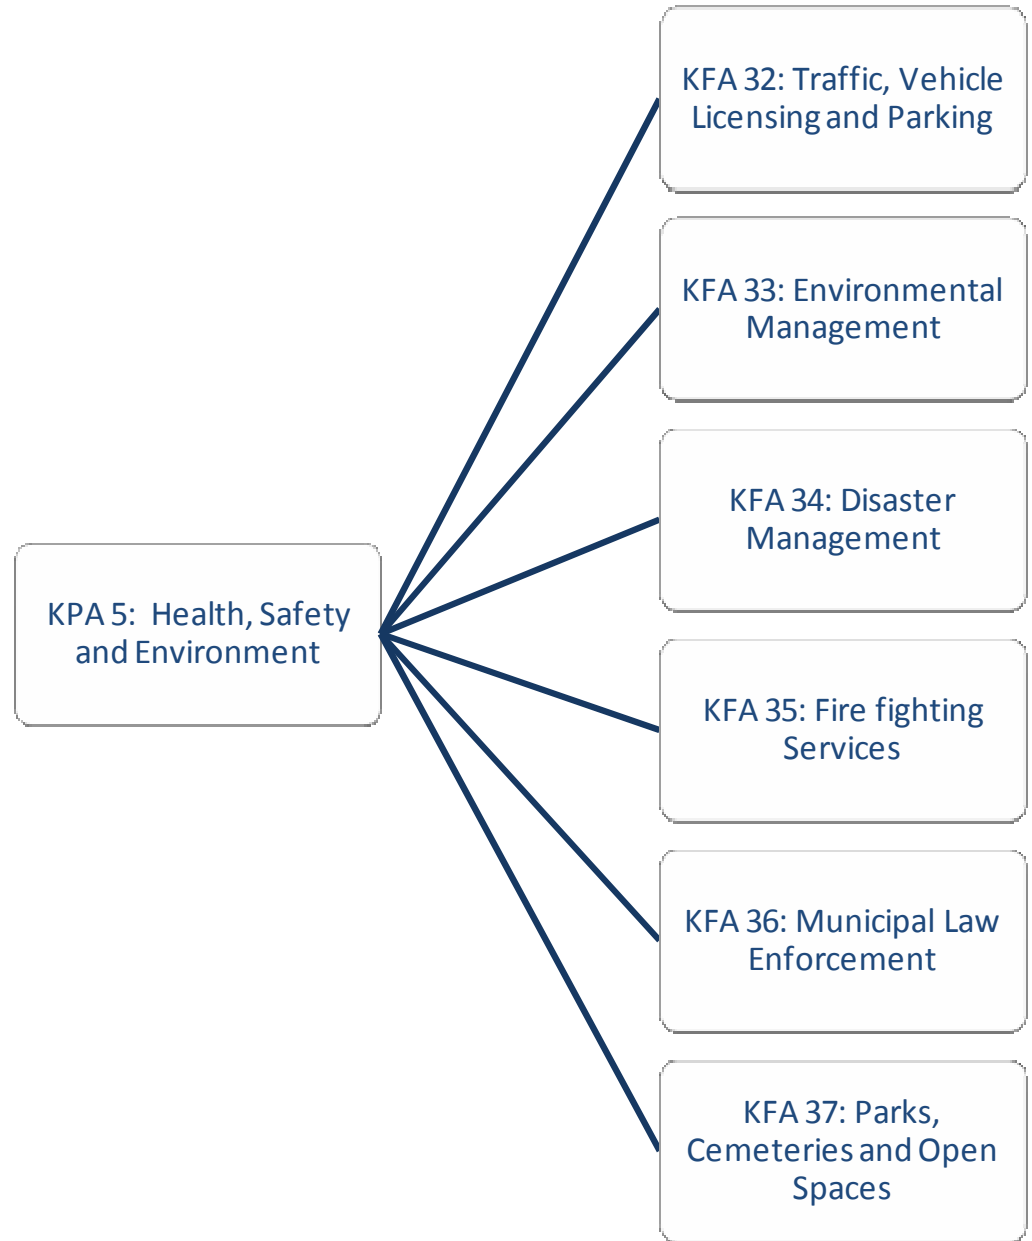 KFA 32: Traffic, Vehicle
Licensing and Parking
KFA 33: Environmental
Management
KFA 34: Disaster
Management
KPA 5: Health, Safety
and Environment
KFA 35: Fire fighting
Services
KFA 36: Municipal Law
Enforcement
KFA 37: Parks,
Cemeteries and Open
Spaces